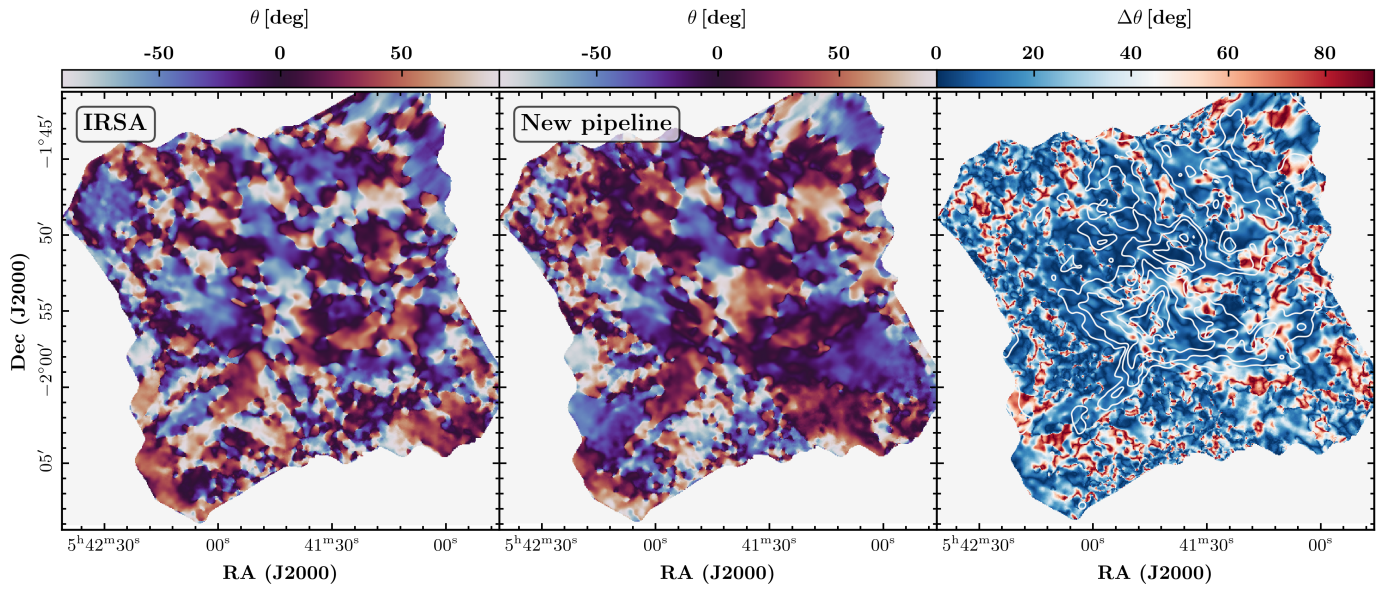 θ [deg] θ [deg] Δθ [deg]
-50 0 50 -50 0 50 0 20 40 60 80
IRSA New pipeline
−1°45′
50′
55′
−2°00′
05′
Dec (J2000)
5ʰ42ᵐ30ˢ 00ˢ 41ᵐ30ˢ 00ˢ 5ʰ42ᵐ30ˢ 00ˢ 41ᵐ30ˢ 00ˢ 5ʰ42ᵐ30ˢ 00ˢ 41ᵐ30ˢ 00ˢ
RA (J2000) RA (J2000) RA (J2000)